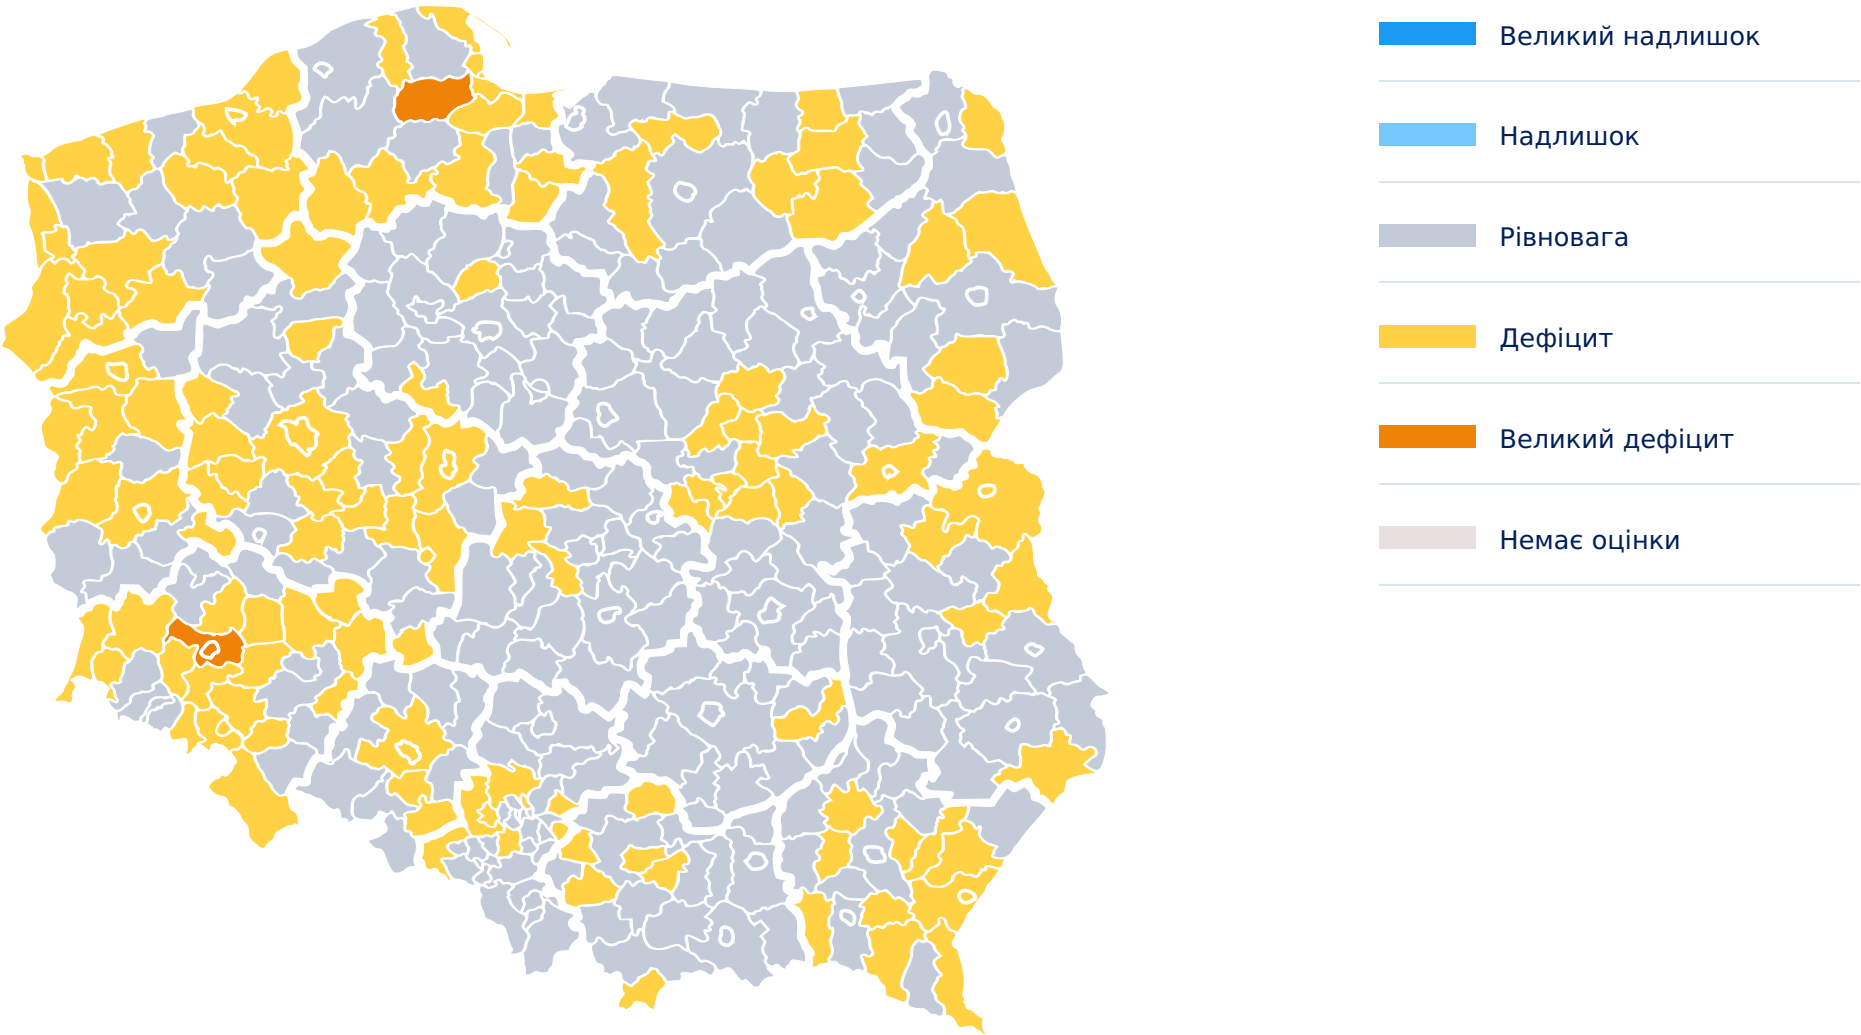 Великий надлишок
Надлишок
Рівновага
Дефіцит
Великий дефіцит
Немає оцінки